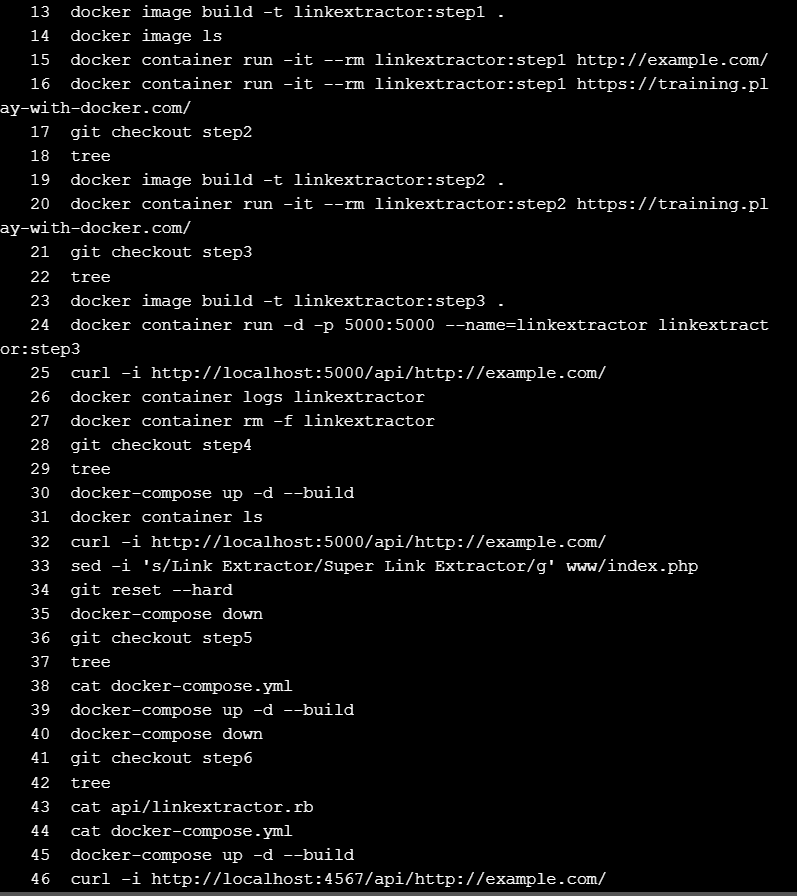 13  docker image build -t linkextractor:step1 .
14  docker image ls
15  docker container run -it --rm linkextractor:step1 http://example.com/
16  docker container run -it --rm linkextractor:step1 https://training.pl
ay-with-docker.com/
17  git checkout step2
18  tree
19  docker image build -t linkextractor:step2 .
20  docker container run -it --rm linkextractor:step2 https://training.pl
ay-with-docker.com/
21  git checkout step3
22  tree
23  docker image build -t linkextractor:step3 .
24  docker container run -d -p 5000:5000 --name=linkextractor linkextract
or:step3
25  curl -i http://localhost:5000/api/http://example.com/
26  docker container logs linkextractor
27  docker container rm -f linkextractor
28  git checkout step4
29  tree
30  docker-compose up -d --build
31  docker container ls
32  curl -i http://localhost:5000/api/http://example.com/
33  sed -i 's/Link Extractor/Super Link Extractor/g' www/index.php
34  git reset --hard
35  docker-compose down
36  git checkout step5
37  tree
38  cat docker-compose.yml
39  docker-compose up -d --build
40  docker-compose down
41  git checkout step6
42  tree
43  cat api/linkextractor.rb
44  cat docker-compose.yml
45  docker-compose up -d --build
46  curl -i http://localhost:4567/api/http://example.com/